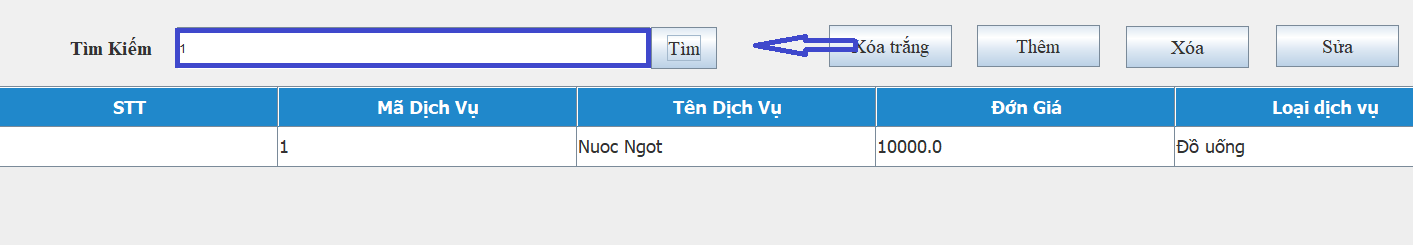 Tìm Kiếm 1 Tìm Xóa trắng Thêm Xóa Sửa
STT Mã Dịch Vụ Tên Dịch Vụ Đớn Giá Loại dịch vụ
1 Nuoc Ngot 10000.0 Đồ uống